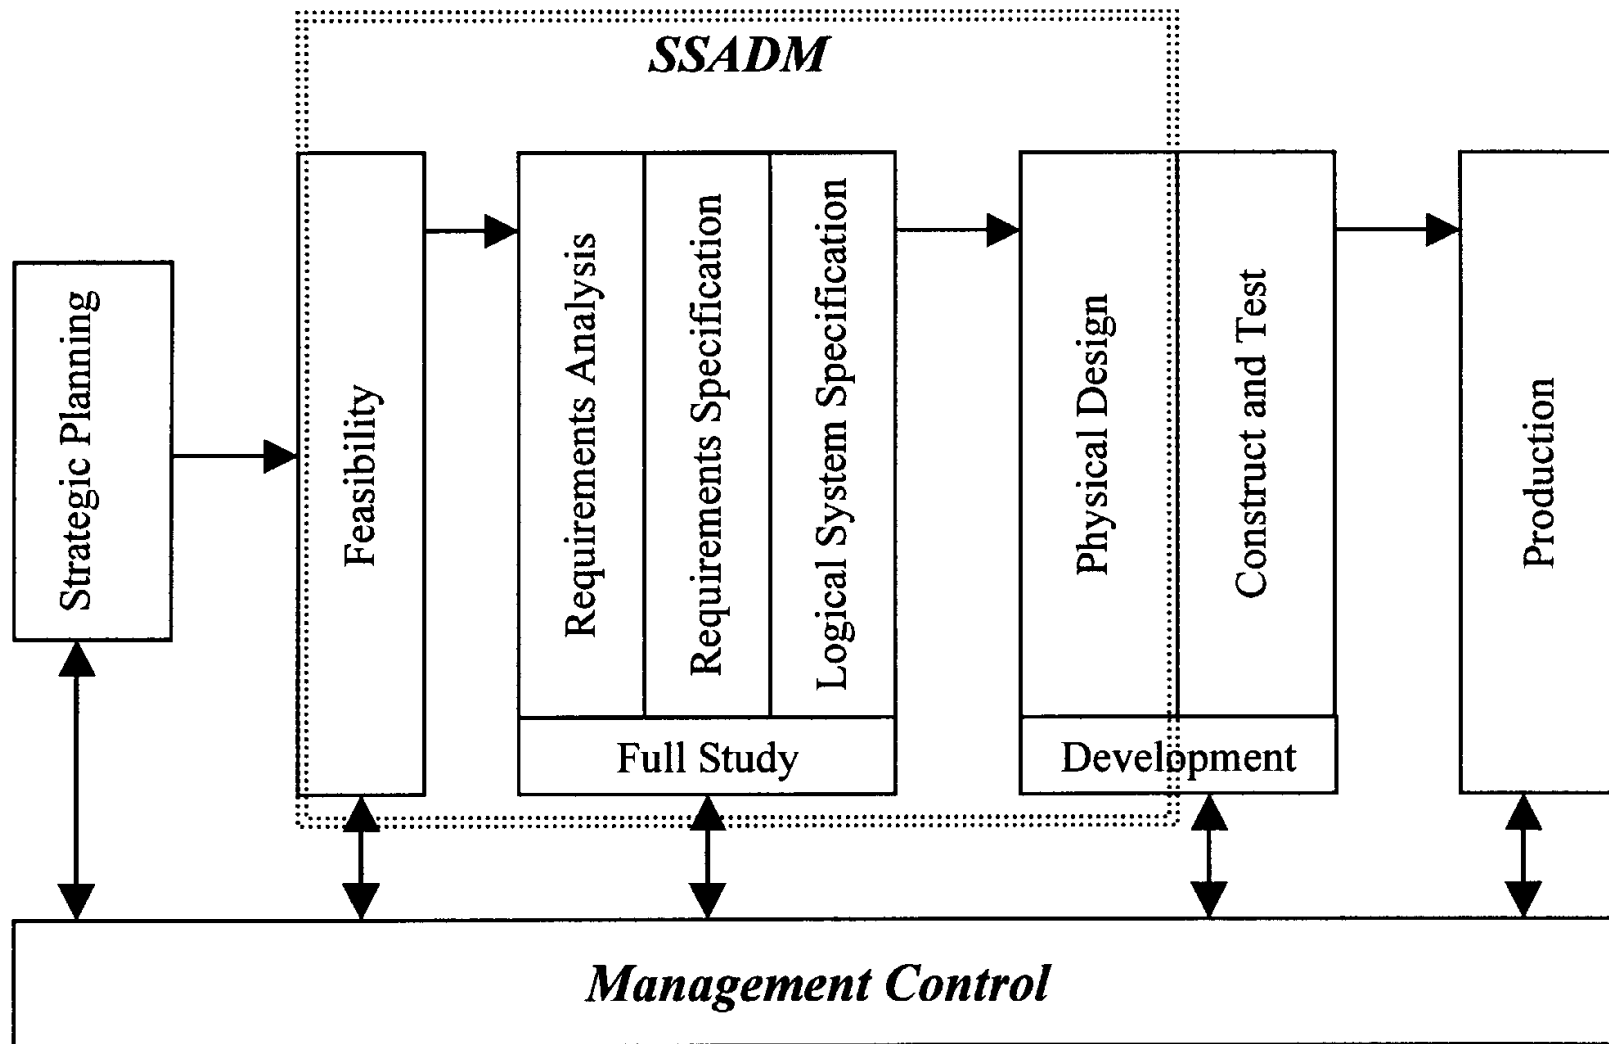 SSADM
Strategic Planning
Feasibility
Requirements Analysis
Requirements Specification
Logical System Specification
Full Study
Physical Design
Construct and Test
Development
Production
Management Control